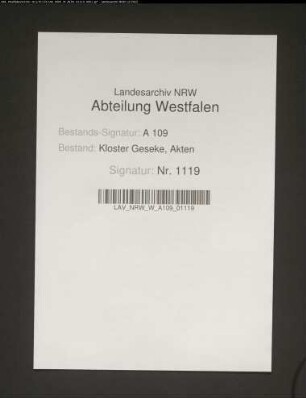 Landesarchiv NRW
Abteilung Westfalen
Bestands-Signatur: A 109
Bestand: Kloster Geseke, Akten
Signatur: Nr. 1119
LAV_NRW_W_A109_01119